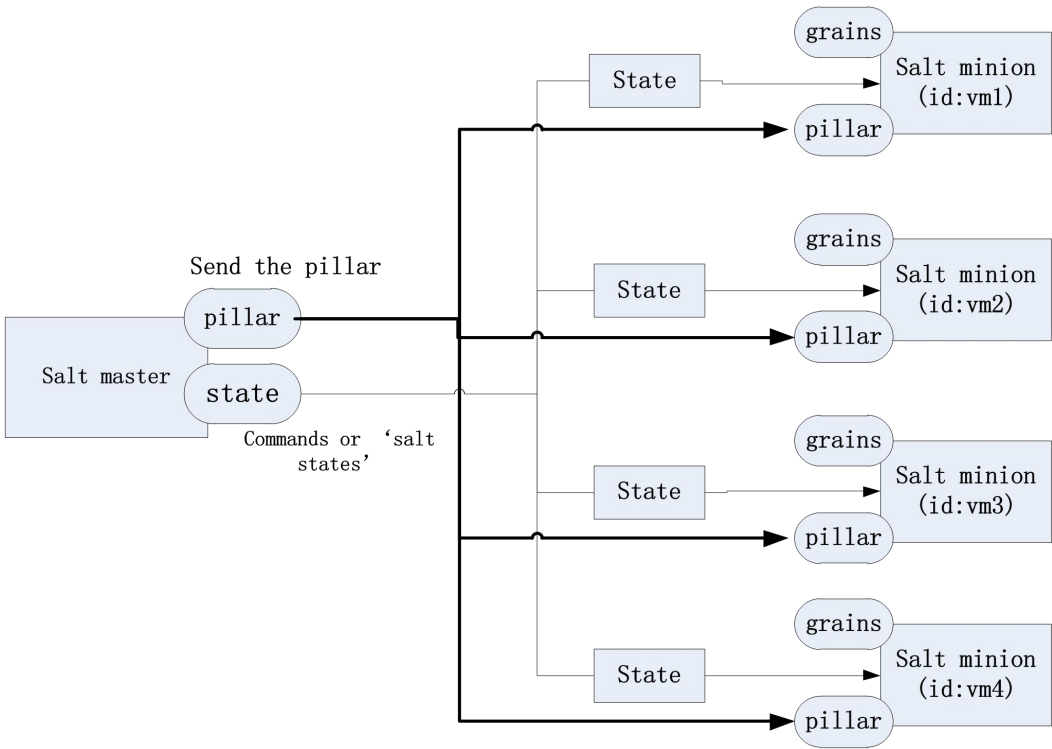 grains
State
Salt minion
(id:vm1)
pillar
grains
State
Salt minion
(id:vm2)
pillar
Send the pillar
pillar
Salt master
state
Commands or ‘salt
states’
grains
State
Salt minion
(id:vm3)
pillar
grains
State
Salt minion
(id:vm4)
pillar